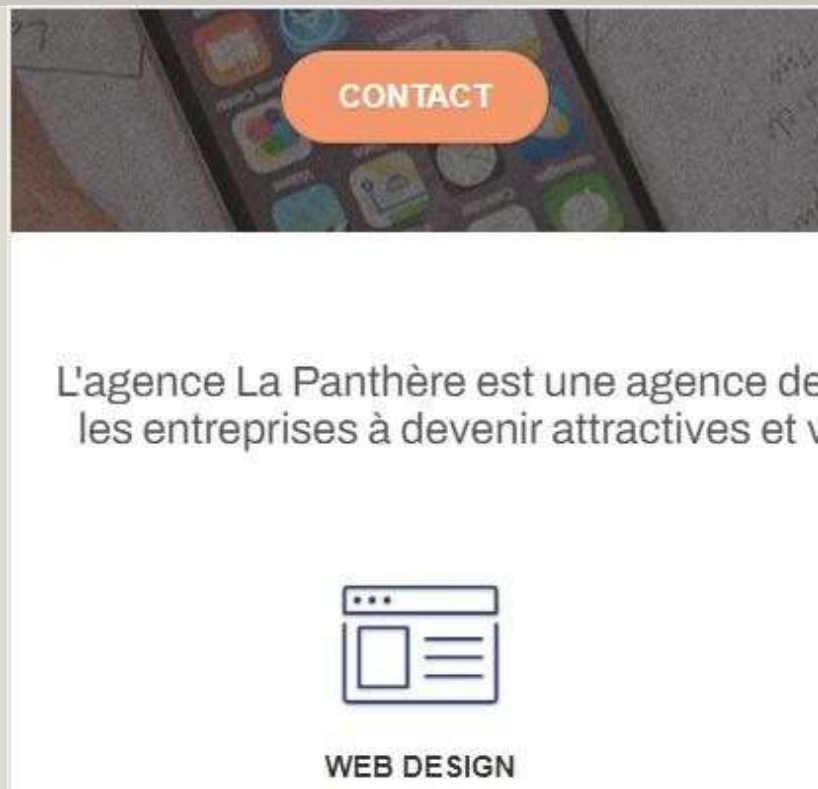 CONTACT
L'agence La Panthère est une agence de
les entreprises à devenir attractives et
WEB DESIGN